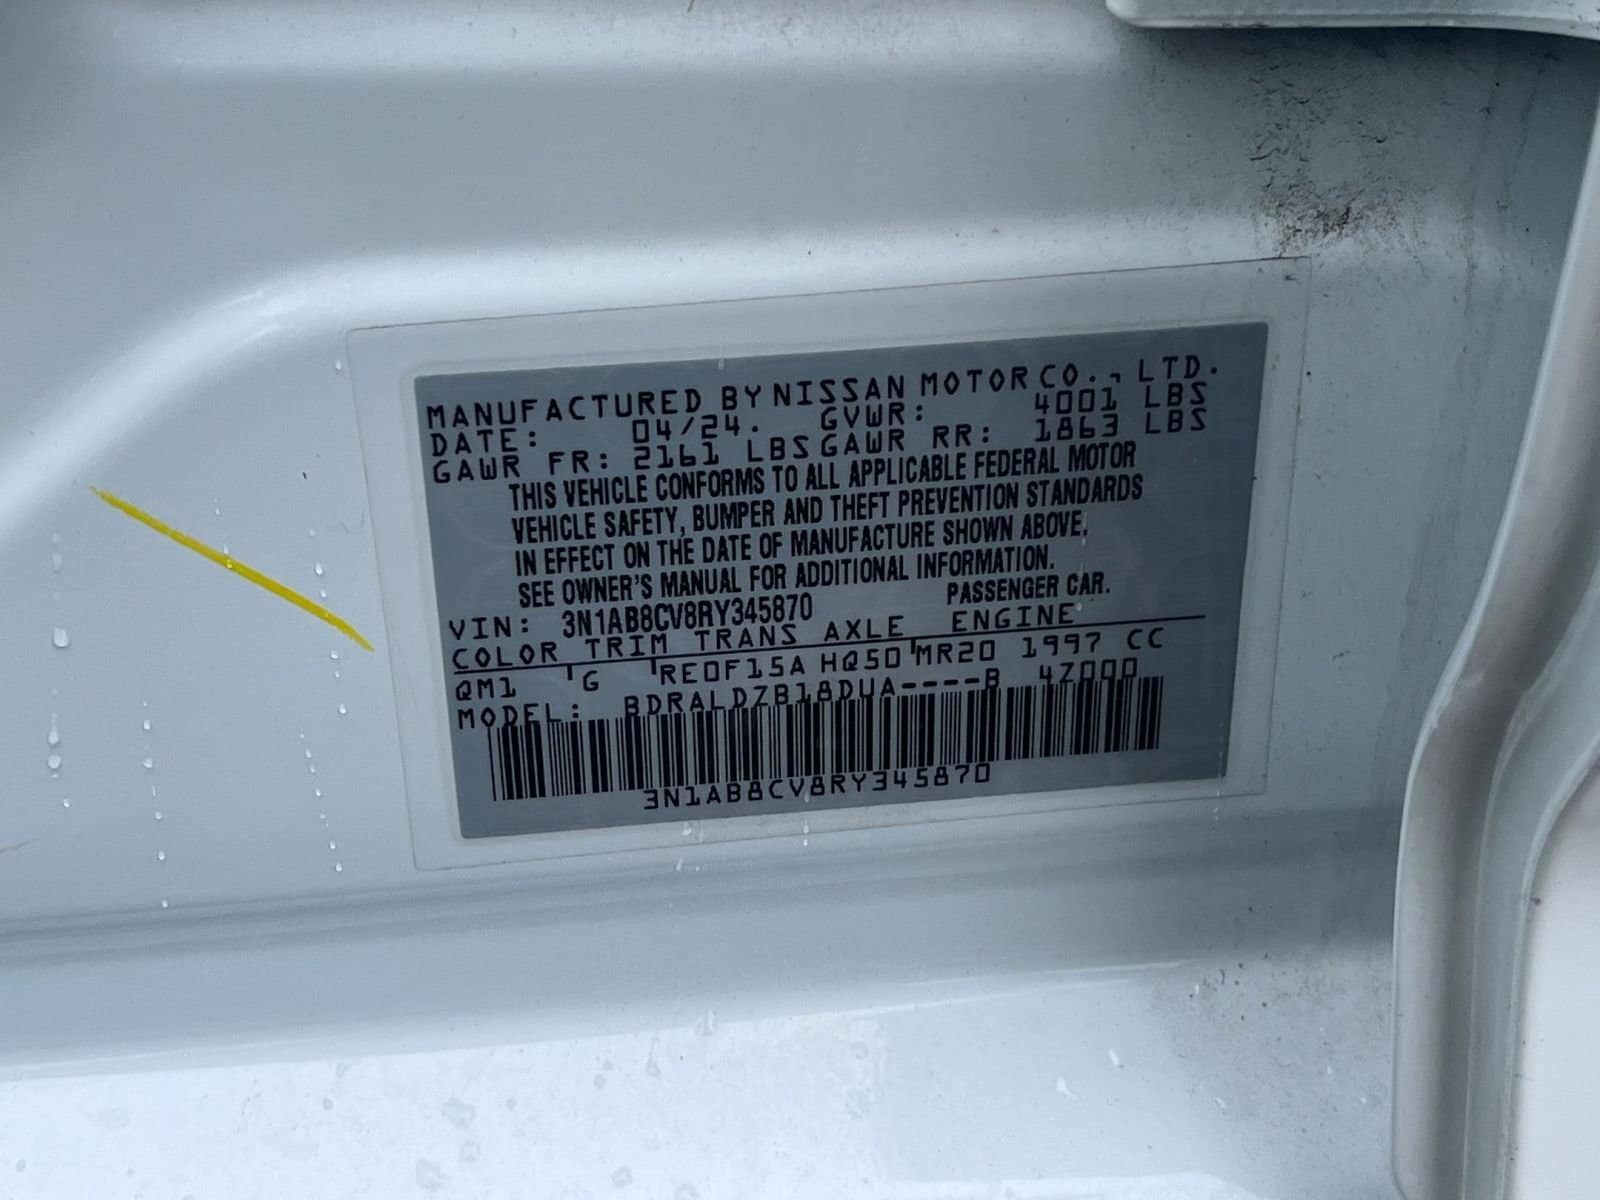 MANUFACTURED BY NISSAN MOTOR CO., LTD.
DATE: 04/24. GVWR: 4001 LBS
GAWR FR: 2161 LBS GAWR RR: 1863 LBS
THIS VEHICLE CONFORMS TO ALL APPLICABLE FEDERAL MOTOR
VEHICLE SAFETY, BUMPER AND THEFT PREVENTION STANDARDS
IN EFFECT ON THE DATE OF MANUFACTURE SHOWN ABOVE.
SEE OWNER'S MANUAL FOR ADDITIONAL INFORMATION.
VIN: 3N1AB8CV8RY345870 PASSENGER CAR.
COLOR TRIM TRANS AXLE ENGINE
QM1 G RE0F15A HQ50 MR20 1997 CC
MODEL: BDRALDZB18DUA----B 4Z000
3N1AB8CV8RY345870